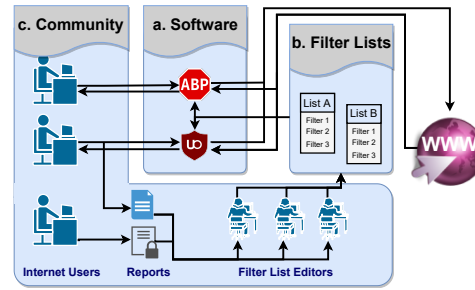 c. Community
a. Software
b. Filter Lists
ABP
List A
Filter 1
Filter 2
Filter 3
List B
Filter 1
Filter 2
Filter 3
UO
WWW
Internet Users
Reports
Filter List Editors